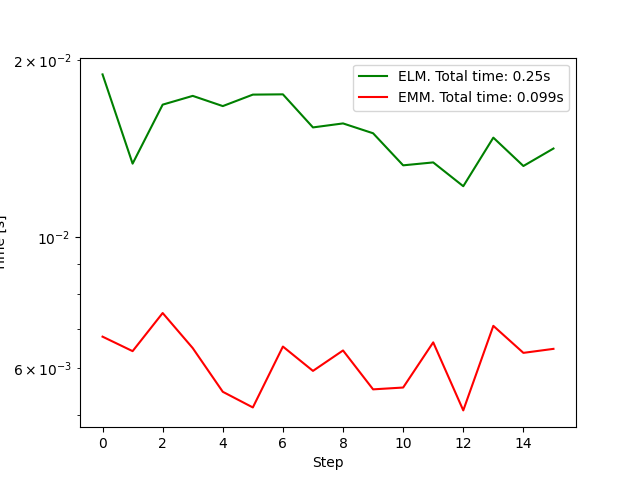 ELM. Total time: 0.25s
EMM. Total time: 0.099s
2 × 10⁻²
10⁻²
6 × 10⁻³
0 2 4 6 8 10 12 14
Step